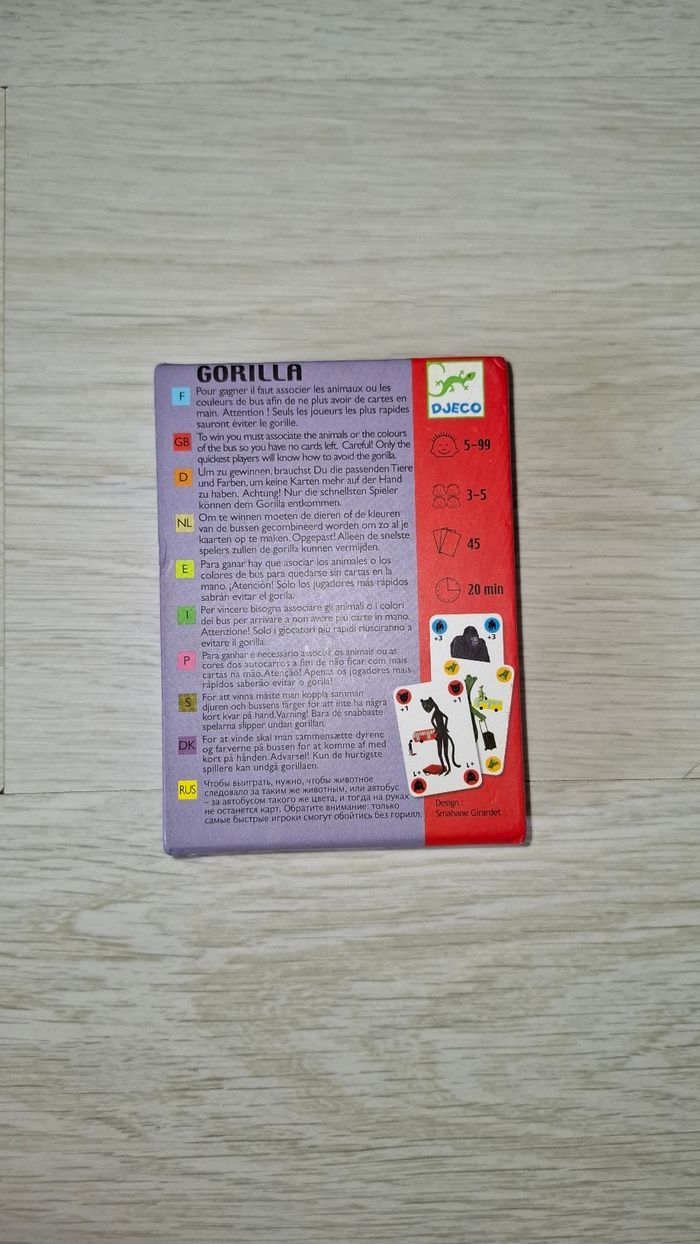 GORILLA
F
Pour gagner il faut associer les animaux ou les
couleurs de bus afin de ne plus avoir de cartes en
main. Attention ! Seuls les joueurs les plus rapides
sauront éviter le gorille.
GB
To win you must associate the animals or the colours
of the bus so you have no cards left. Careful! Only the
quickest players will know how to avoid the gorilla.
D
Um zu gewinnen, brauchst Du die passenden Tiere
und Farben, um keine Karten mehr auf der Hand
zu haben. Achtung! Nur die schnellsten Spieler
können dem Gorilla entkommen.
NL
Om te winnen moeten de dieren of de kleuren
van de bussen gecombineerd worden om zo al je
kaarten op te maken. Opgepast! Alleen de snelste
spelers zullen de gorilla kunnen vermijden.
E
Para ganar hay que asociar los animales o los
colores de bus para quedarse sin cartas en la
mano. ¡Atención! Sólo los jugadores más rápidos
sabrán evitar el gorila.
I
Per vincere bisogna associare gli animali o i colori
dei bus per arrivare a non avere più carte in mano.
Attenzione! Solo i giocatori più rapidi riusciranno a
evitare il gorilla.
P
Para ganhar é necessário associar os animais ou as
cores dos autocarros a fim de não ficar com mais
cartas na mão. Atenção! Apenas os jogadores mais
rápidos saberão evitar o gorila!
S
För att vinna måste man koppla samman
djuren och bussens färger för att inte ha några
kort kvar på hand. Varning! Bara de snabbaste
spelarna slipper undan gorillan.
DK
For at vinde skal man sammensætte dyrene
og farverne på bussen for at komme af med
kort på hånden. Advarsel! Kun de hurtigste
spillere kan undgå gorillaen.
RUS
Чтобы выиграть, нужно, чтобы животное
следовало за таким же животным, или автобус
– за автобусом такого же цвета, и тогда на руках
не останется карт. Обратите внимание: только
самые быстрые игроки смогут обойтись без горилл.
DJECO
5-99
3-5
45
20 min
+3
+3
+1
+1
+1
+1
Design :
Smahane Girardet